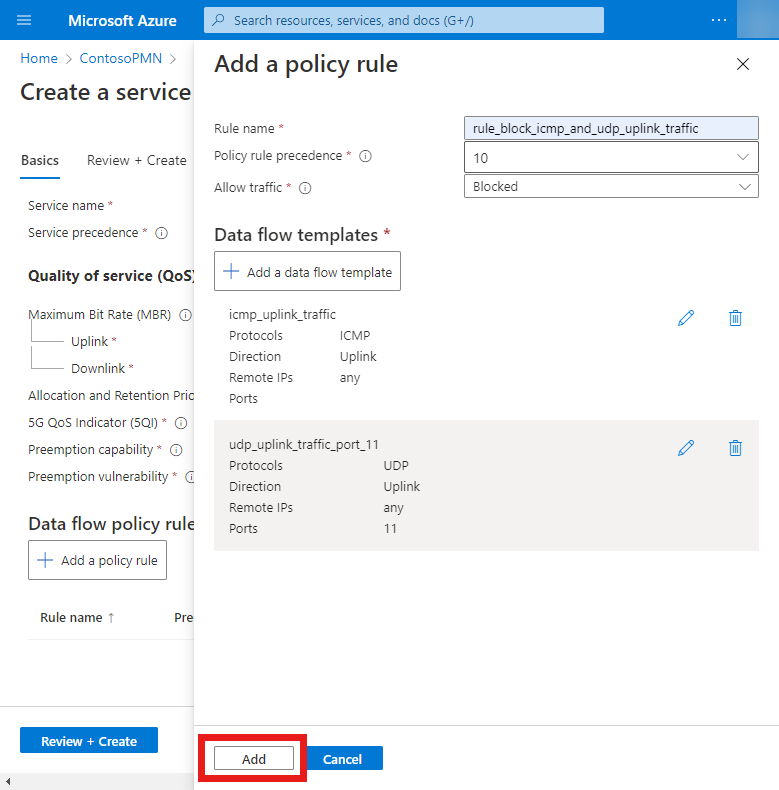 Microsoft Azure
Search resources, services, and docs (G+/)
Home > ContosoPMN >
Create a service
Basics
Review + Create
Service name *
Service precedence *
Quality of service (QoS)
Maximum Bit Rate (MBR)
Uplink *
Downlink *
Allocation and Retention Prio
5G QoS Indicator (5QI) *
Preemption capability *
Preemption vulnerability *
Data flow policy rule
Add a policy rule
Rule name ↑
Pre
Review + Create
Add a policy rule
Rule name *
rule_block_icmp_and_udp_uplink_traffic
Policy rule precedence *
10
Allow traffic *
Blocked
Data flow templates *
Add a data flow template
icmp_uplink_traffic
Protocols ICMP
Direction Uplink
Remote IPs any
Ports
udp_uplink_traffic_port_11
Protocols UDP
Direction Uplink
Remote IPs any
Ports 11
Add
Cancel